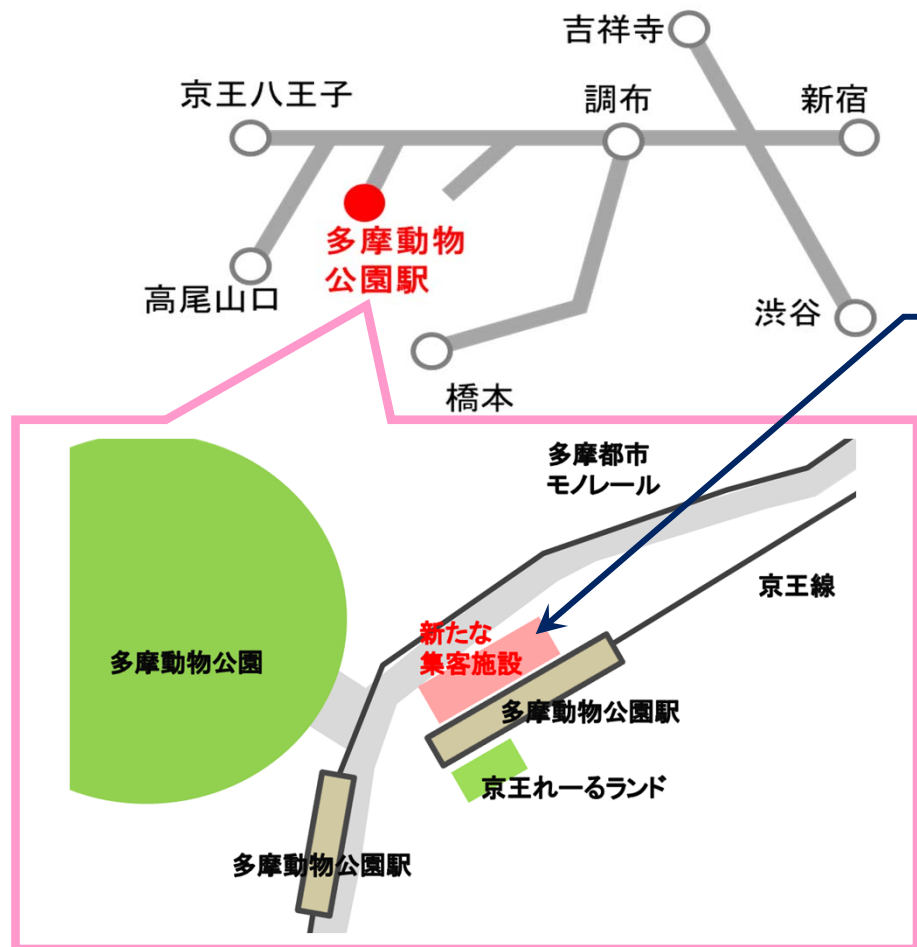 吉祥寺
京王八王子
調布
新宿
多摩動物
公園駅
高尾山口
渋谷
橋本
多摩都市
モノレール
京王線
新たな
集客施設
多摩動物公園
多摩動物公園駅
京王れーるランド
多摩動物公園駅